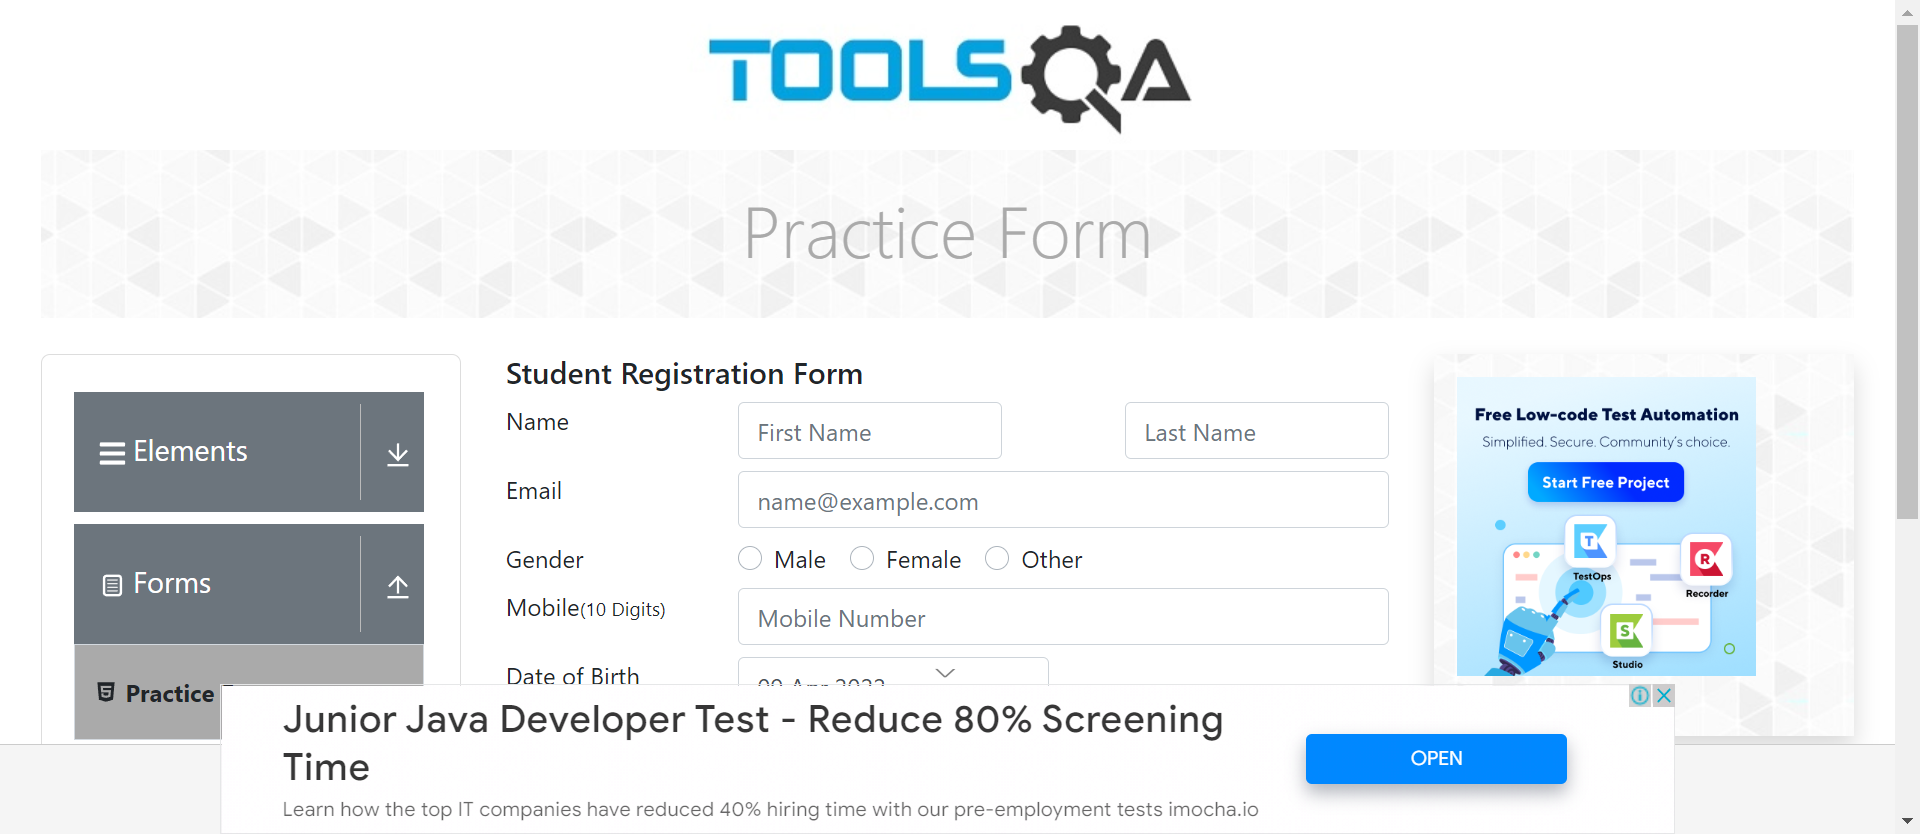 TOOLSQA
Practice Form
Elements
Forms
Practice
Student Registration Form
Name
First Name
Last Name
Email
name@example.com
Gender
Male
Female
Other
Mobile(10 Digits)
Mobile Number
Date of Birth
Free Low-code Test Automation
Simplified. Secure. Community's choice.
Start Free Project
T
TestOps
R
Recorder
S
Studio
Junior Java Developer Test - Reduce 80% Screening
Time
Learn how the top IT companies have reduced 40% hiring time with our pre-employment tests imocha.io
OPEN